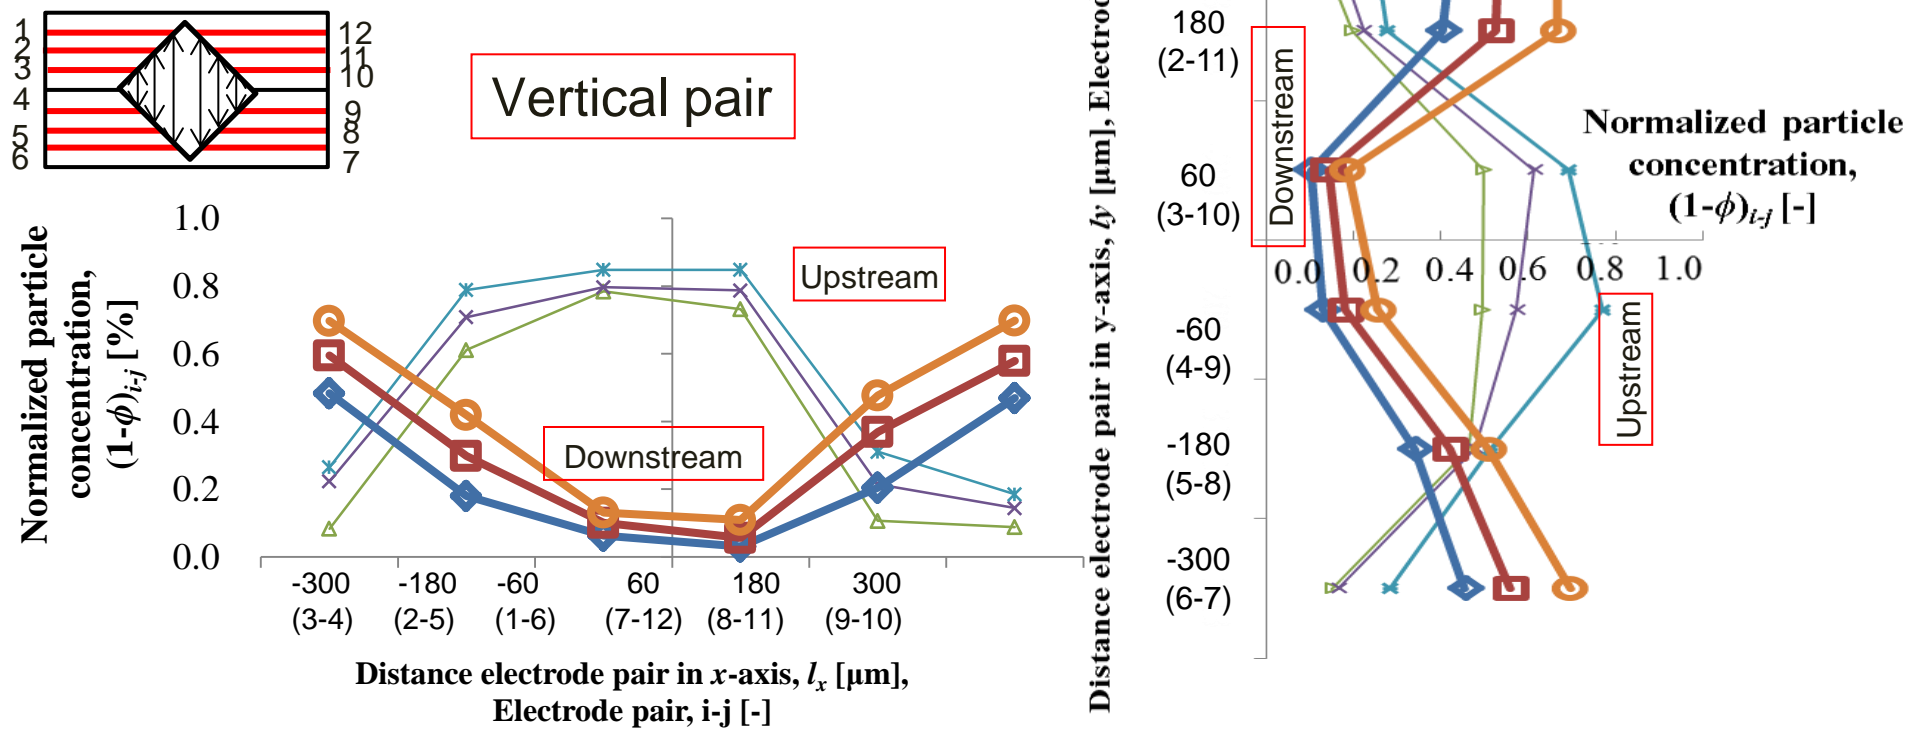 1
2
3
4
5
6
12
11
10
9
8
7
Vertical pair
Normalized particle
concentration,
(1-ϕ)i-j [%]
1.0
0.8
0.6
0.4
0.2
0.0
Upstream
Downstream
-300 -180 -60 60 180 300
(3-4) (2-5) (1-6) (7-12) (8-11) (9-10)
Distance electrode pair in x-axis, lx [μm],
Electrode pair, i-j [-]
Distance electrode pair in y-axis, ly [μm], Electrod
180
(2-11)
60
(3-10)
-60
(4-9)
-180
(5-8)
-300
(6-7)
Downstream
Normalized particle
concentration,
(1-ϕ)i-j [-]
0.0 0.2 0.4 0.6 0.8 1.0
Upstream